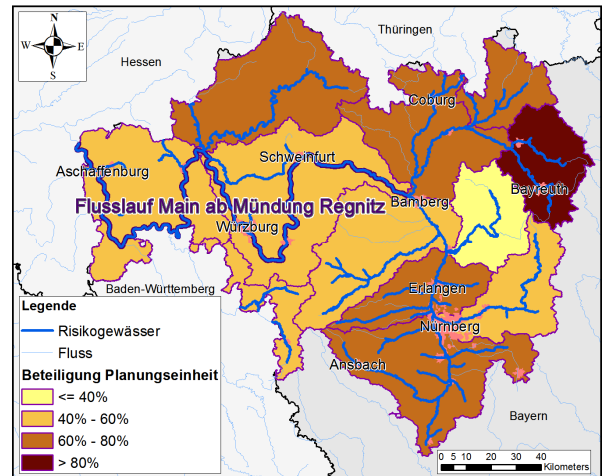 N
W E
S
Thüringen
Hessen
Coburg
Schweinfurt
Aschaffenburg
Bayreuth
Flusslauf Main ab Mündung Regnitz
Bamberg
Würzburg
Baden-Württemberg
Erlangen
Nürnberg
Ansbach
Bayern
Legende
Risikogewässer
Fluss
Beteiligung Planungseinheit
<= 40%
40% - 60%
60% - 80%
> 80%
0 5 10 20 30 40
Kilometers